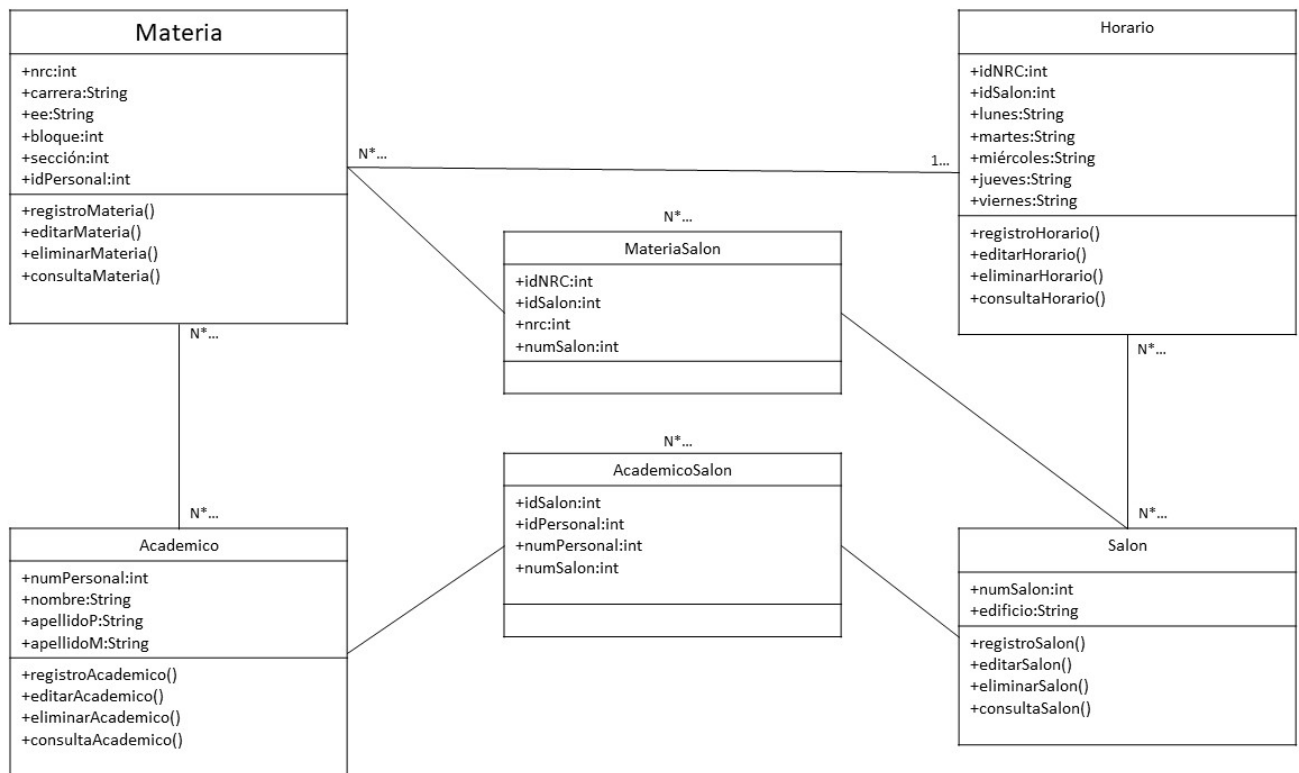 Materia
+nrc:int
+carrera:String
+ee:String
+bloque:int
+sección:int
+idPersonal:int
+registroMateria()
+editarMateria()
+eliminarMateria()
+consultaMateria()
N*...
1...
Horario
+idNRC:int
+idSalon:int
+lunes:String
+martes:String
+miércoles:String
+jueves:String
+viernes:String
+registroHorario()
+editarHorario()
+eliminarHorario()
+consultaHorario()
N*...
MateriaSalon
+idNRC:int
+idSalon:int
+nrc:int
+numSalon:int
N*...
N*...
N*...
AcademicoSalon
+idSalon:int
+idPersonal:int
+numPersonal:int
+numSalon:int
N*...
Academico
+numPersonal:int
+nombre:String
+apellidoP:String
+apellidoM:String
+registroAcademico()
+editarAcademico()
+eliminarAcademico()
+consultaAcademico()
N*...
Salon
+numSalon:int
+edificio:String
+registroSalon()
+editarSalon()
+eliminarSalon()
+consultaSalon()